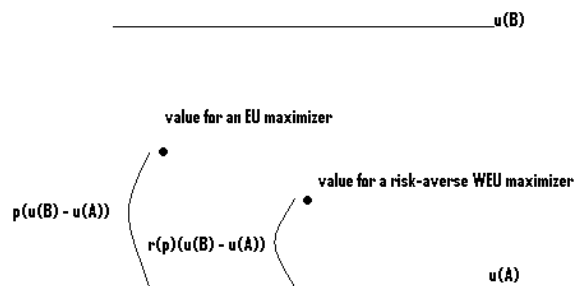 u(B)
value for an EU maximizer
value for a risk-averse WEU maximizer
p(u(B) - u(A))
r(p)(u(B) - u(A))
u(A)